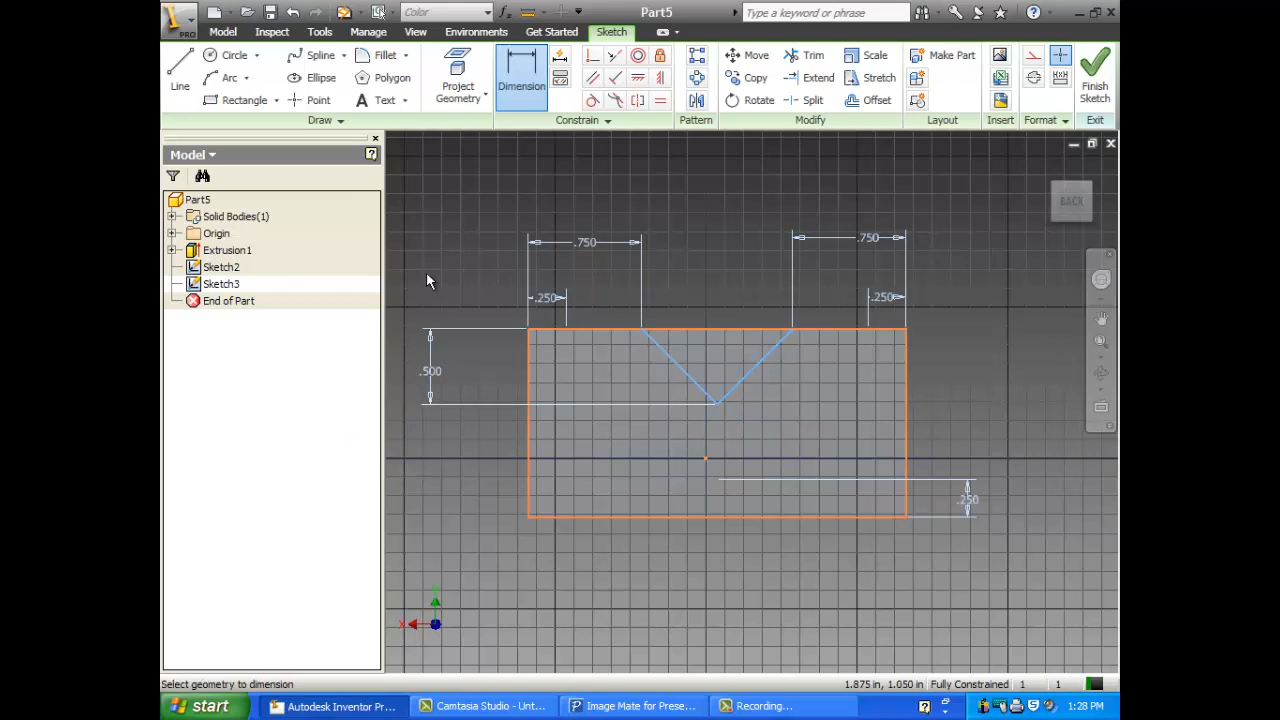 Color
Part5
Type a keyword or phrase
PRO
Model Inspect Tools Manage View Environments Get Started Sketch
Line
Circle
Arc
Rectangle
Spline
Ellipse
Point
Fillet
Polygon
Text
Project
Geometry
Dimension
Move
Copy
Rotate
Trim
Extend
Split
Scale
Stretch
Offset
Make Part
Finish
Sketch
Draw
Constrain
Pattern
Modify
Layout
Insert
Format
Exit
Model
Part5
Solid Bodies(1)
Origin
Extrusion1
Sketch2
Sketch3
End of Part
BACK
.750
.750
.250
.250
.500
.250
X
Select geometry to dimension
1.875 in, 1.050 in Fully Constrained 1 1
start
Autodesk Inventor Pr...
Camtasia Studio - Unt...
Image Mate for Prese...
Recording...
1:28 PM